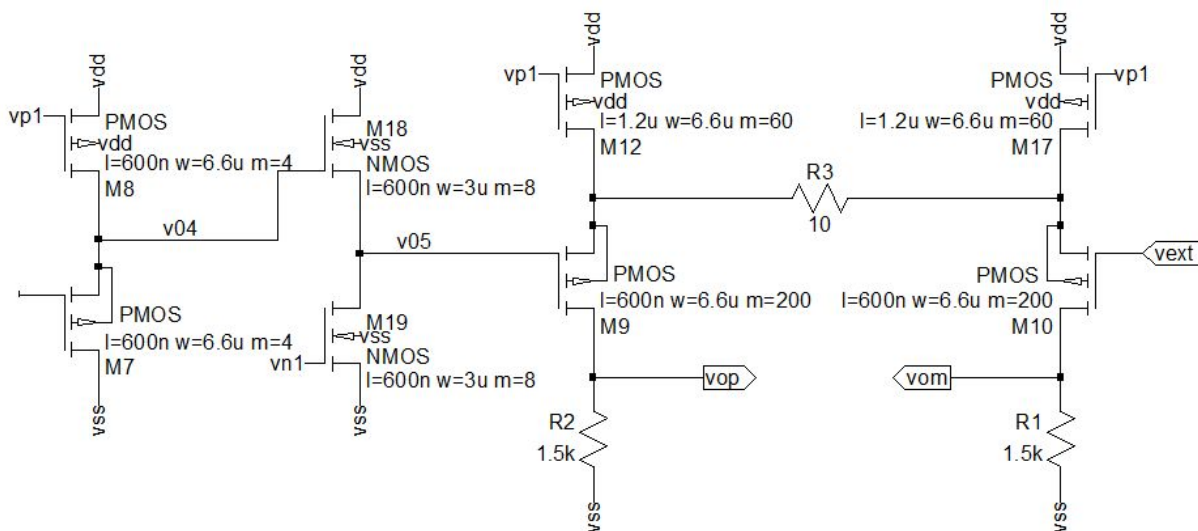 vdd
vp1
PMOS
vdd
l=600n w=6.6u m=4
M8
v04
PMOS
l=600n w=6.6u m=4
M7
vss
vdd
M18
vss
NMOS
l=600n w=3u m=8
v05
M19
vss
NMOS
vn1
l=600n w=3u m=8
vss
vdd
vp1
PMOS
vdd
l=1.2u w=6.6u m=60
M12
R3
10
PMOS
l=600n w=6.6u m=200
M9
vop
R2
1.5k
vss
vdd
PMOS
vp1
vdd
l=1.2u w=6.6u m=60
M17
vext
PMOS
l=600n w=6.6u m=200
M10
vom
R1
1.5k
vss